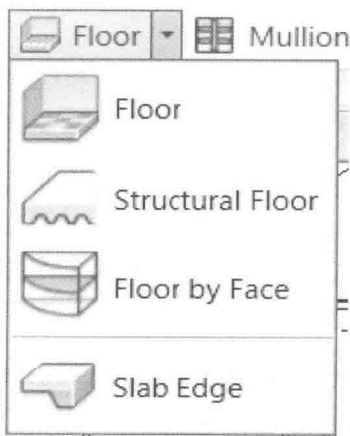 Floor Mullion
Floor
Structural Floor
Floor by Face
Slab Edge